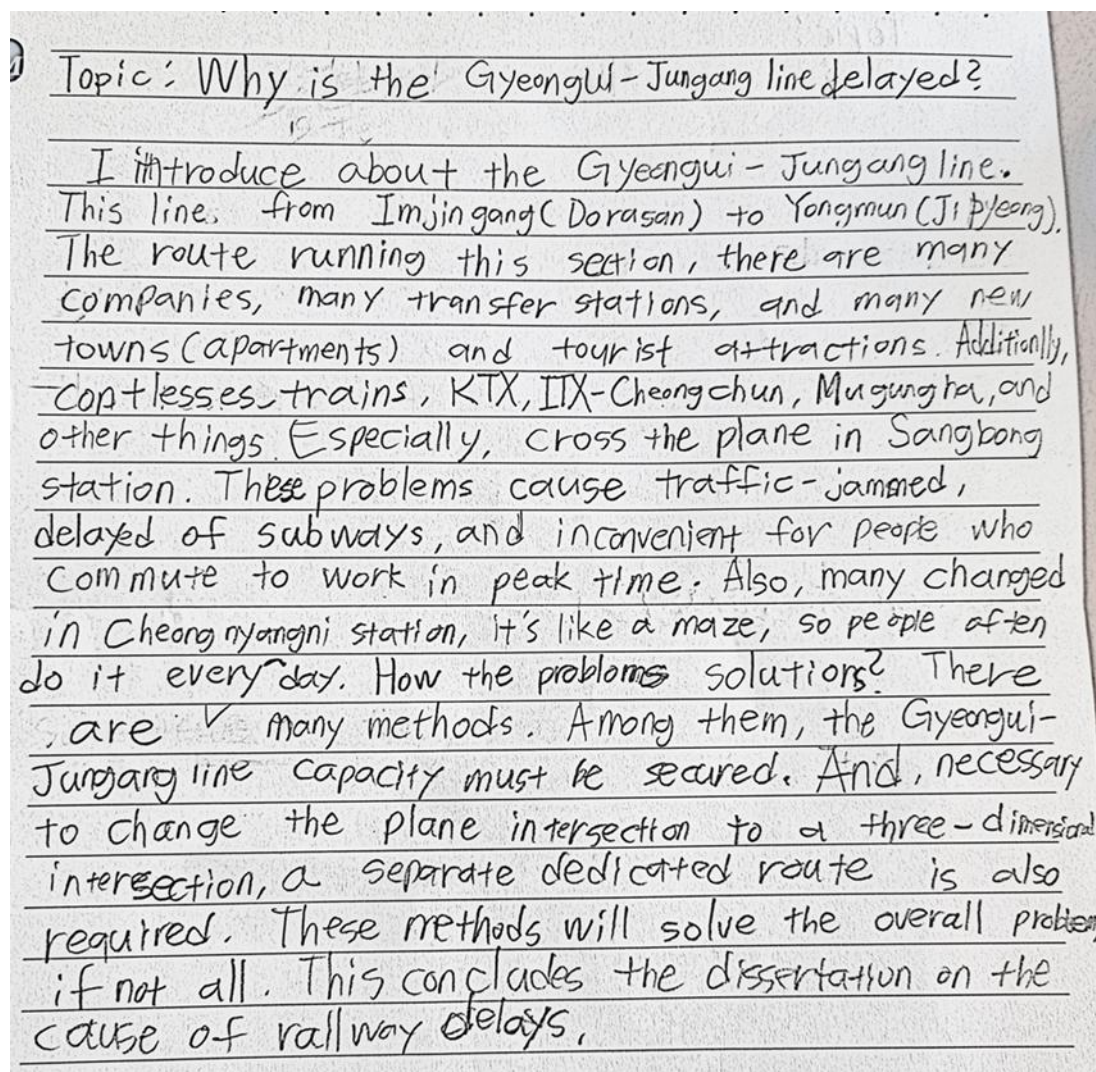 Topic: Why is the Gyeongui-Jungang line delayed?
I introduce about the Gyeongui-Jungang line.
This line, from Imjingang(Dorasan) to Yongmun(Jipyeong).
The route running this section, there are many
companies, many transfer stations, and many new
towns(apartments) and tourist attractions. Additionlly,
trains, KTX, ITX-Cheongchun, Mugungha, and
other things. Especially, cross the plane in Sangbong
station. These problems cause traffic-jammed,
delayed of subways, and inconvenient for people who
commute to work in peak time. Also, many changed
in Cheongnyangni station, it's like a maze, so people often
do it every day. How the probloms solutions? There
are many methods. Among them, the Gyeongui-
Jungang line capacity must be secured. And, necessary
to change the plane intersection to a three-dimensional
intersection, a separate dedicated route is also
required. These methods will solve the overall problem
if not all. This concludes the dissertation on the
cause of railway delays.